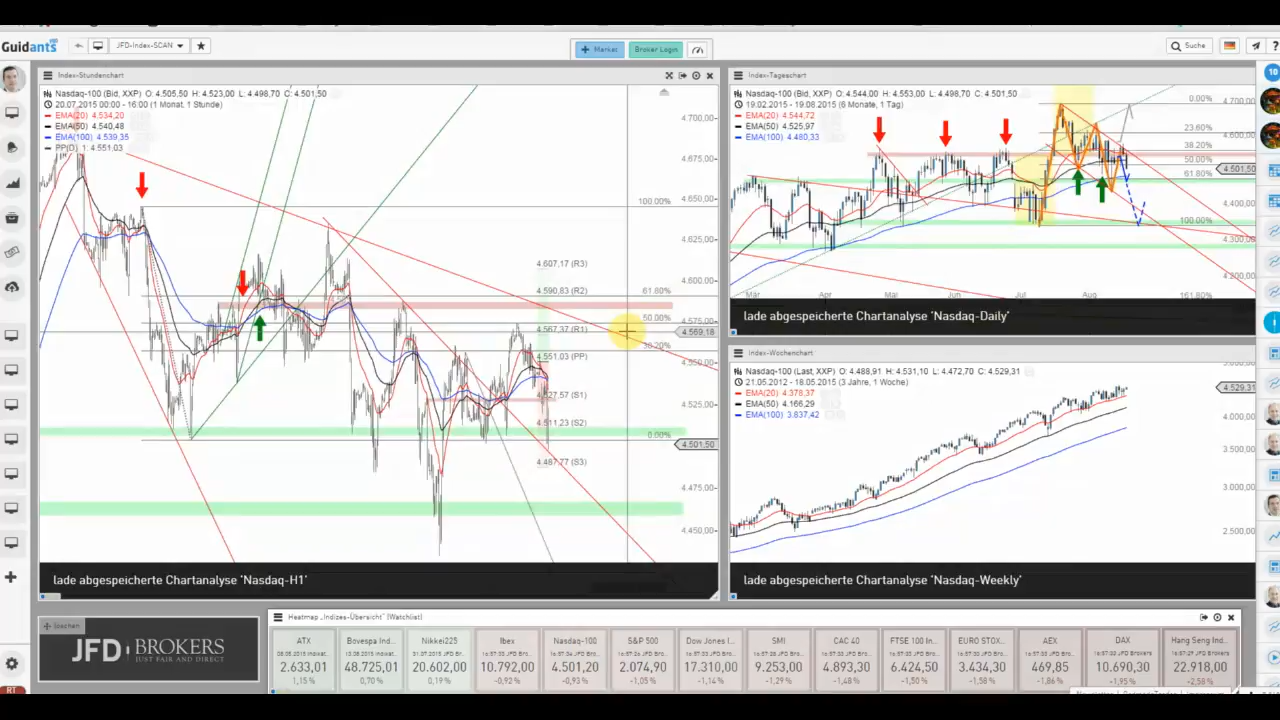 Guidants
JFD-Index-SCAN
Market
Broker Login
Suche
?
Index-Stundenchart
Nasdaq-100 (Bid, XXP) O: 4.505,50 H: 4.523,00 L: 4.498,70 C: 4.501,50
20.07.2015 00:00 - 16:00 (1 Monat, 1 Stunde)
EMA(20) 4.534,20
EMA(50) 4.540,48
EMA(100) 4.539,35
PP(D) 1: 4.551,03
4.700,00
4.675,00
4.650,00
4.625,00
4.600,00
4.569,18
4.550,00
4.525,00
4.501,50
4.475,00
4.450,00
100.00%
61.80%
50.00%
38.20%
0.00%
4.607,17 (R3)
4.590,83 (R2)
4.567,37 (R1)
4.551,03 (PP)
4.527,57 (S1)
4.511,23 (S2)
4.487,77 (S3)
lade abgespeicherte Chartanalyse 'Nasdaq-H1'
Index-Tageschart
Nasdaq-100 (Bid, XXP) O: 4.544,00 H: 4.553,00 L: 4.498,70 C: 4.501,50
19.02.2015 - 19.08.2015 (6 Monate, 1 Tag)
EMA(20) 4.544,72
EMA(50) 4.525,97
EMA(100) 4.480,33
0.00%
23.60%
38.20%
50.00%
61.80%
100.00%
161.80%
4.700,00
4.600,00
4.501,50
4.400,00
4.300,00
4.200,00
Mär
Apr
Jun
Jul
Aug
lade abgespeicherte Chartanalyse 'Nasdaq-Daily'
Index-Wochenchart
Nasdaq-100 (Last, XXP) O: 4.488,91 H: 4.531,10 L: 4.472,70 C: 4.529,31
21.05.2012 - 18.05.2015 (3 Jahre, 1 Woche)
EMA(20) 4.378,37
EMA(50) 4.166,29
EMA(100) 3.837,42
4.529,31
4.000,00
3.500,00
3.000,00
2.500,00
lade abgespeicherte Chartanalyse 'Nasdaq-Weekly'
löschen
JFD BROKERS
JUST FAIR AND DIRECT
Heatmap „Indizes-Übersicht" (Watchlist)
ATX Bovespa Ind... Nikkei225 Ibex Nasdaq-100 S&P 500 Dow Jones I... SMI CAC 40 FTSE 100 In... EURO STOX... AEX DAX Hang Seng Ind...
2.633,01 48.725,01 20.602,00 10.792,00 4.501,20 2.074,90 17.310,00 9.253,00 4.893,30 6.424,50 3.434,30 469,85 10.690,30 22.918,00
1,15 % 0,70 % 0,19 % -0,92 % -0,93 % -1,05 % -1,14 % -1,29 % -1,48 % -1,50 % -1,58 % -1,86 % -1,95 % -2,58 %
10
RT